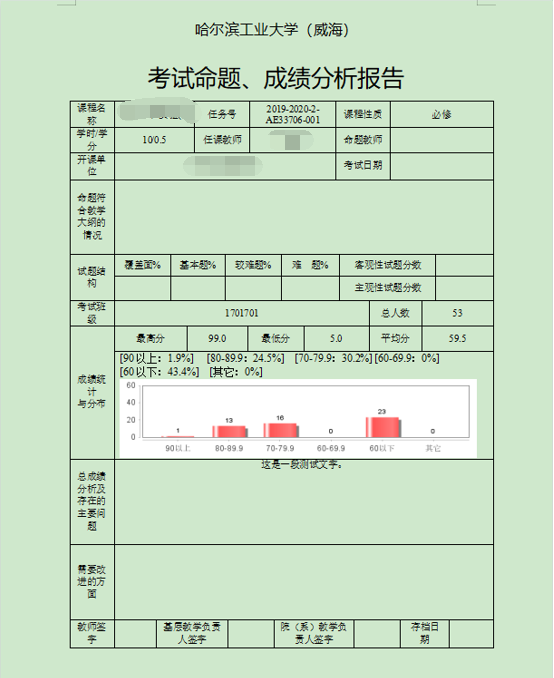 哈尔滨工业大学（威海）
考试命题、成绩分析报告
课程名称 任务号 2019-2020-2-AE33706-001 课程性质 必修
学时/学分 10/0.5 任课教师 命题教师
开课单位 考试日期
命题符合教学大纲的情况
试题结构 覆盖面% 基本题% 较难题% 难 题% 客观性试题分数
主观性试题分数
考试班级 1701701 总人数 53
成绩统计与分布 最高分 99.0 最低分 5.0 平均分 59.5
[90以上：1.9%] [80-89.9：24.5%] [70-79.9：30.2%] [60-69.9：0%]
[60以下：43.4%] [其它：0%]
60
40
20
0
1 13 16 0 23 0
90以上 80-89.9 70-79.9 60-69.9 60以下 其它
总成绩分析及存在的主要问题 这是一段测试文字。
需要改进的方面
教师签字 基层教学负责人签字 院（系）教学负责人签字 存档日期